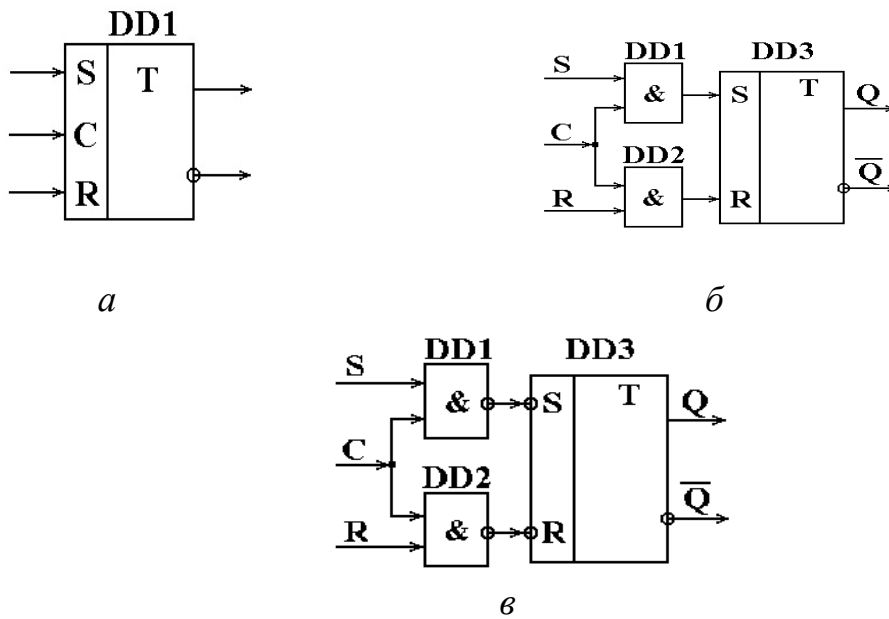 DD1
S T
C
R
а
S DD1 DD3
& S T Q
C
DD2
R & R Q̅
б
S DD1 DD3
& S T Q
C
DD2
R & R Q̅
в